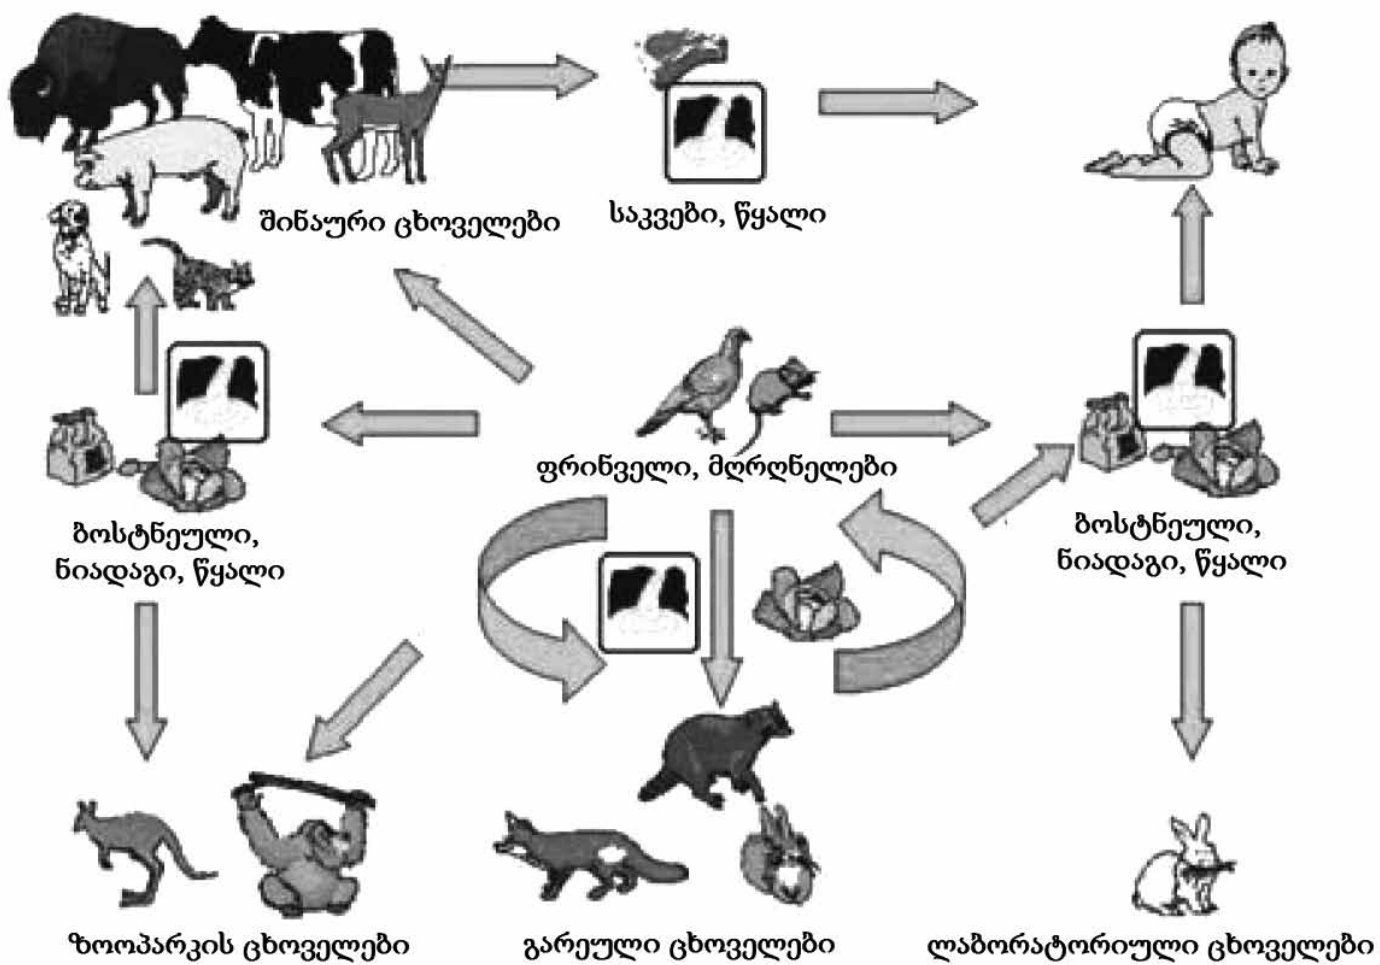 შინაური ცხოველები
საკვები, წყალი
ფრინველი, მღრღნელები
ბოსტნეული,
ნიადაგი, წყალი
ბოსტნეული,
ნიადაგი, წყალი
ზოოპარკის ცხოველები
გარეული ცხოველები
ლაბორატორიული ცხოველები